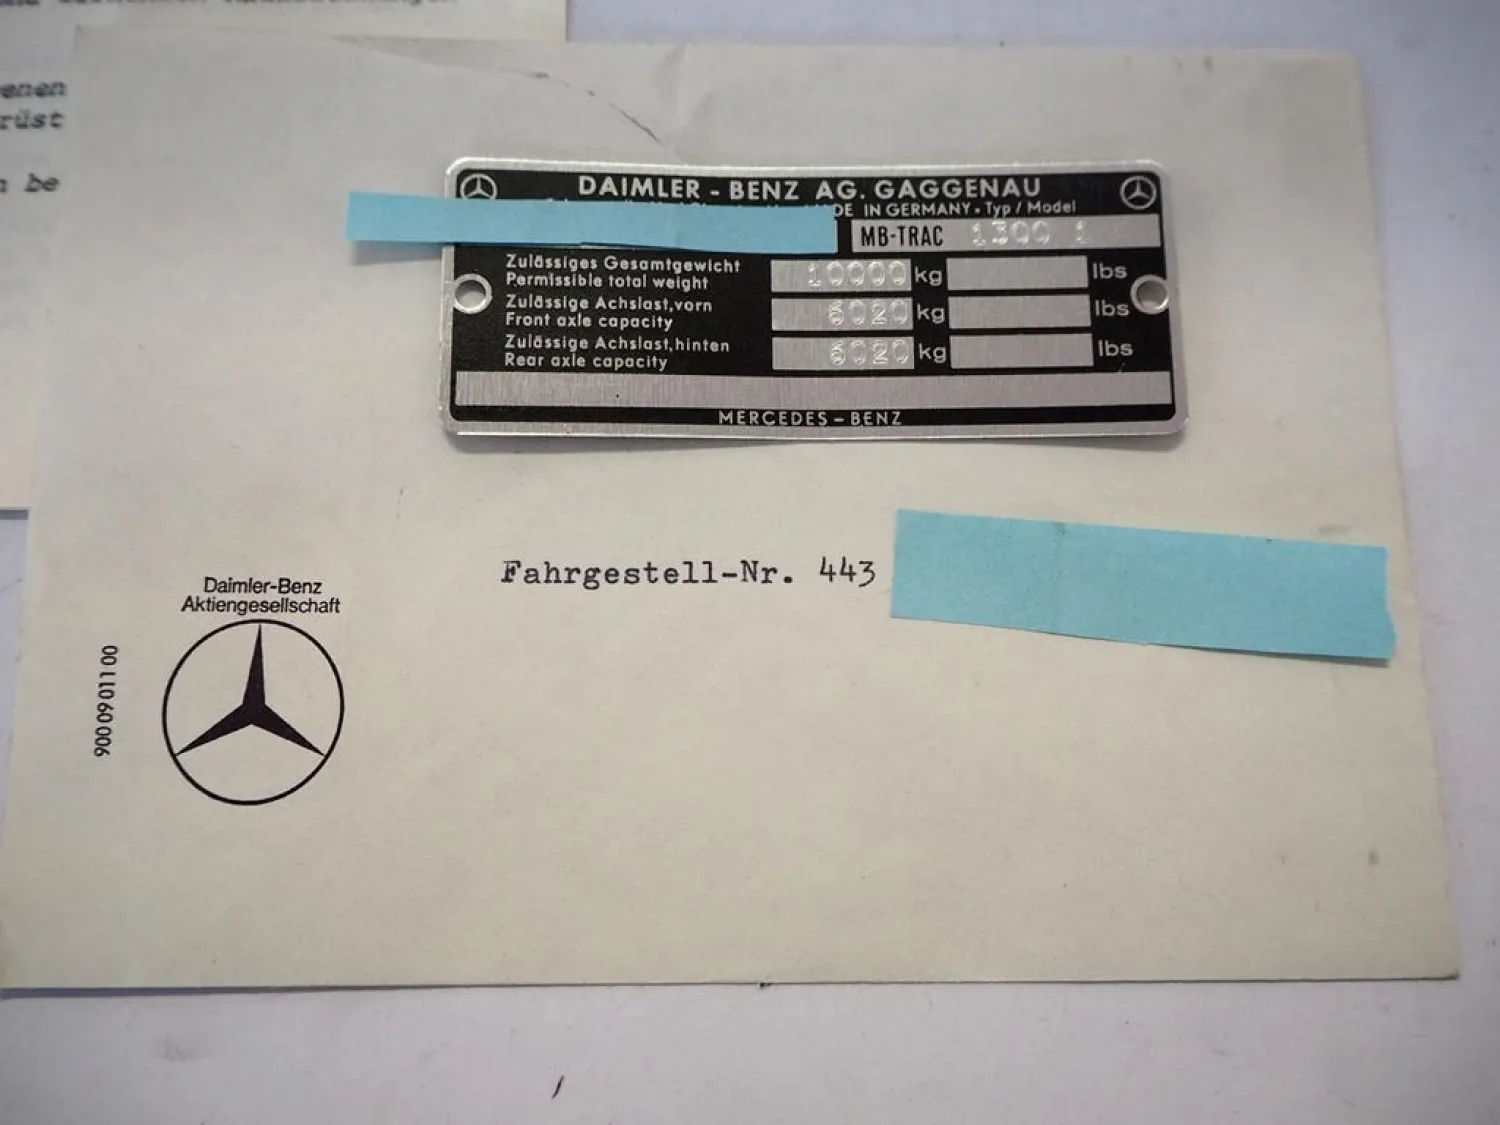 enen
rüst
n be
DAIMLER - BENZ AG. GAGGENAU
DE IN GERMANY • Typ / Model
MB-TRAC 1300 1
Zulässiges Gesamtgewicht
Permissible total weight
10000 kg lbs
Zulässige Achslast, vorn
Front axle capacity
6020 kg lbs
Zulässige Achslast, hinten
Rear axle capacity
6020 kg lbs
MERCEDES - BENZ
Fahrgestell-Nr. 443
Daimler-Benz
Aktiengesellschaft
900 09 011 00